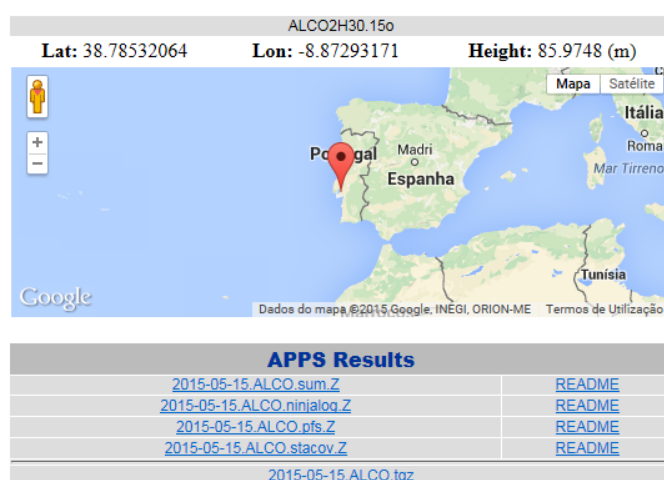 ALCO2H30.15o
Lat: 38.78532064 Lon: -8.87293171 Height: 85.9748 (m)
Mapa Satélite
Itália
Roma
Madri
Espanha
Mar Tirreno
Tunísia
Google
Dados do mapa ©2015 Google, INEGI, ORION-ME Termos de Utilização
APPS Results
2015-05-15.ALCO.sum.Z README
2015-05-15.ALCO.ninjalog.Z README
2015-05-15.ALCO.pfs.Z README
2015-05-15.ALCO.stacov.Z README
2015-05-15.ALCO.tgz